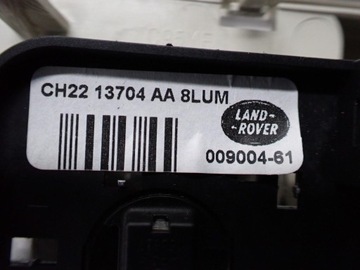 CH22 13704 AA 8LUM
LAND-
-ROVER
009004-61